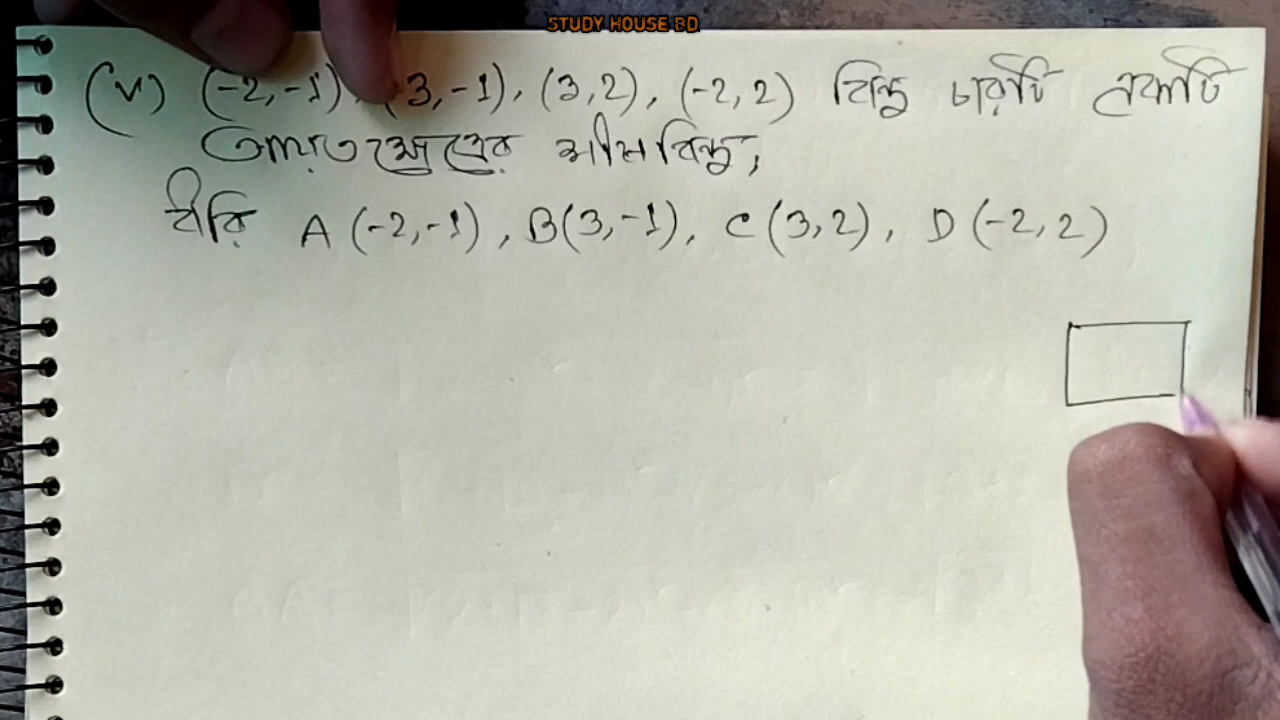 STUDY HOUSE BD
(v) (-2,-1), (3,-1), (3,2), (-2,2) বিন্দু চারটি একটি
আয়তক্ষেত্রের শীর্ষবিন্দু,
ধরি A (-2,-1), B(3,-1), C (3,2), D (-2,2)